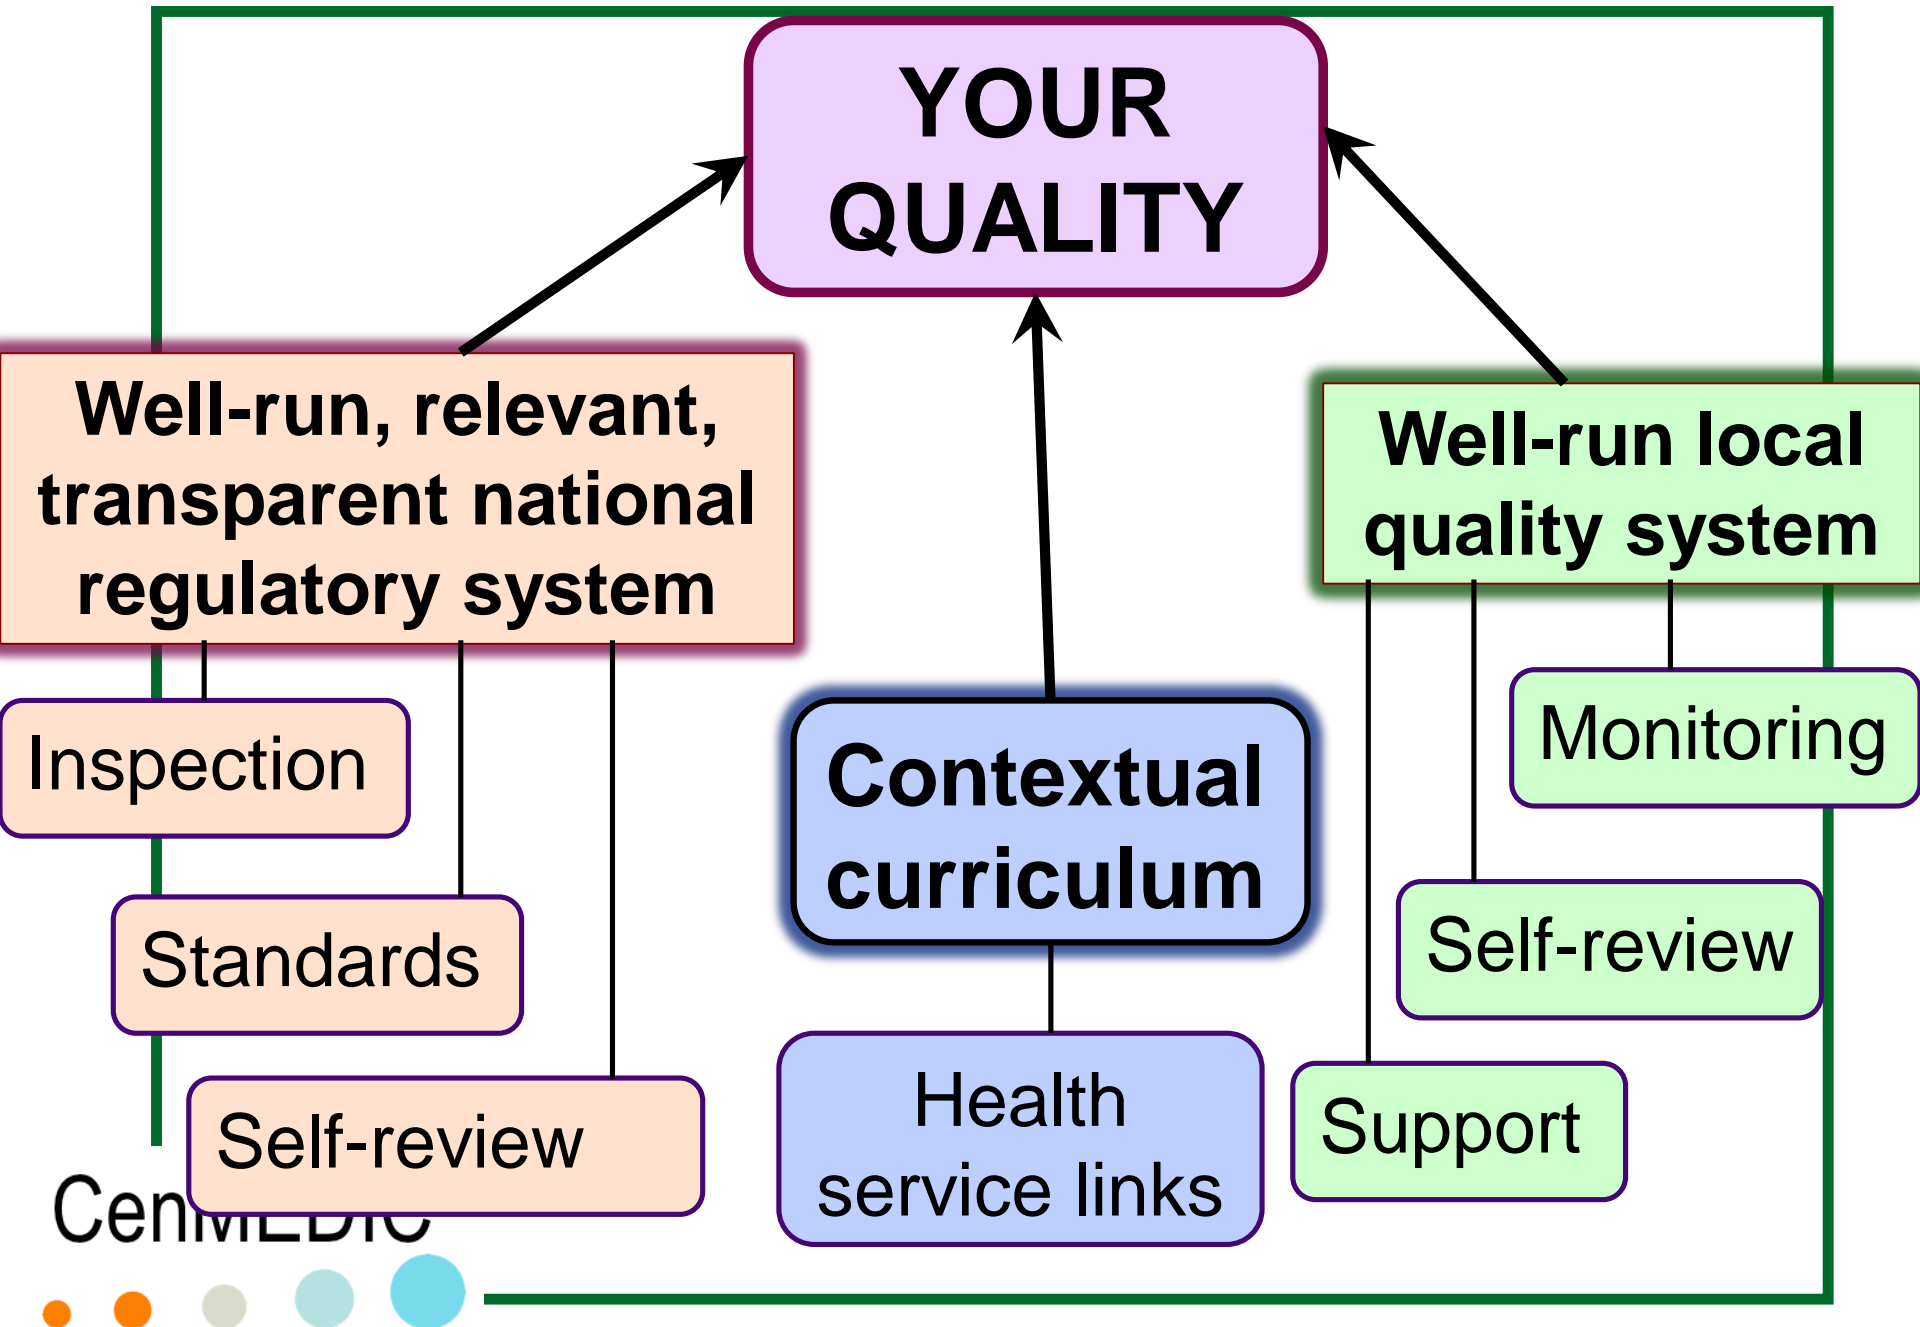 YOUR
QUALITY
Well-run, relevant,
transparent national
regulatory system
Well-run local
quality system
Inspection
Standards
Self-review
Contextual
curriculum
Health
service links
Monitoring
Self-review
Support
CenMEDIC